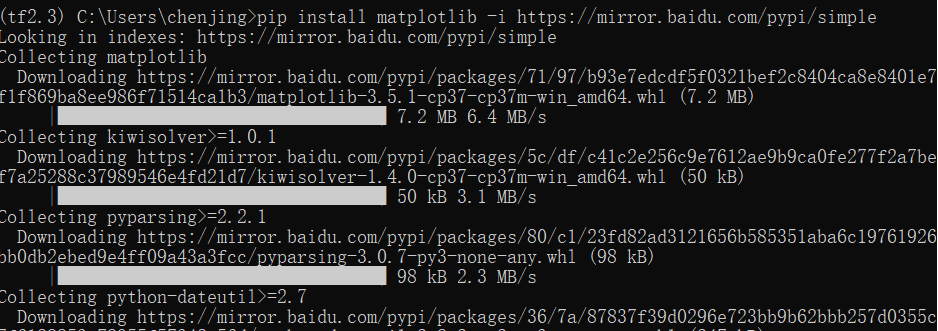 (tf2.3) C:\Users\chenjing>pip install matplotlib -i https://mirror.baidu.com/pypi/simple
Looking in indexes: https://mirror.baidu.com/pypi/simple
Collecting matplotlib
Downloading https://mirror.baidu.com/pypi/packages/71/97/b93e7edcdf5f0321bef2c8404ca8e8401e7
f1f869ba8ee986f71514ca1b3/matplotlib-3.5.1-cp37-cp37m-win_amd64.whl (7.2 MB)
7.2 MB 6.4 MB/s
Collecting kiwisolver>=1.0.1
Downloading https://mirror.baidu.com/pypi/packages/5c/df/c41c2e256c9e7612ae9b9ca0fe277f2a7be
f7a25288c37989546e4fd21d7/kiwisolver-1.4.0-cp37-cp37m-win_amd64.whl (50 kB)
50 kB 3.1 MB/s
Collecting pyparsing>=2.2.1
Downloading https://mirror.baidu.com/pypi/packages/80/c1/23fd82ad3121656b585351aba6c19761926
bb0db2ebed9e4ff09a43a3fcc/pyparsing-3.0.7-py3-none-any.whl (98 kB)
98 kB 2.3 MB/s
Collecting python-dateutil>=2.7
Downloading https://mirror.baidu.com/pypi/packages/36/7a/87837f39d0296e723bb9b62bbb257d0355c